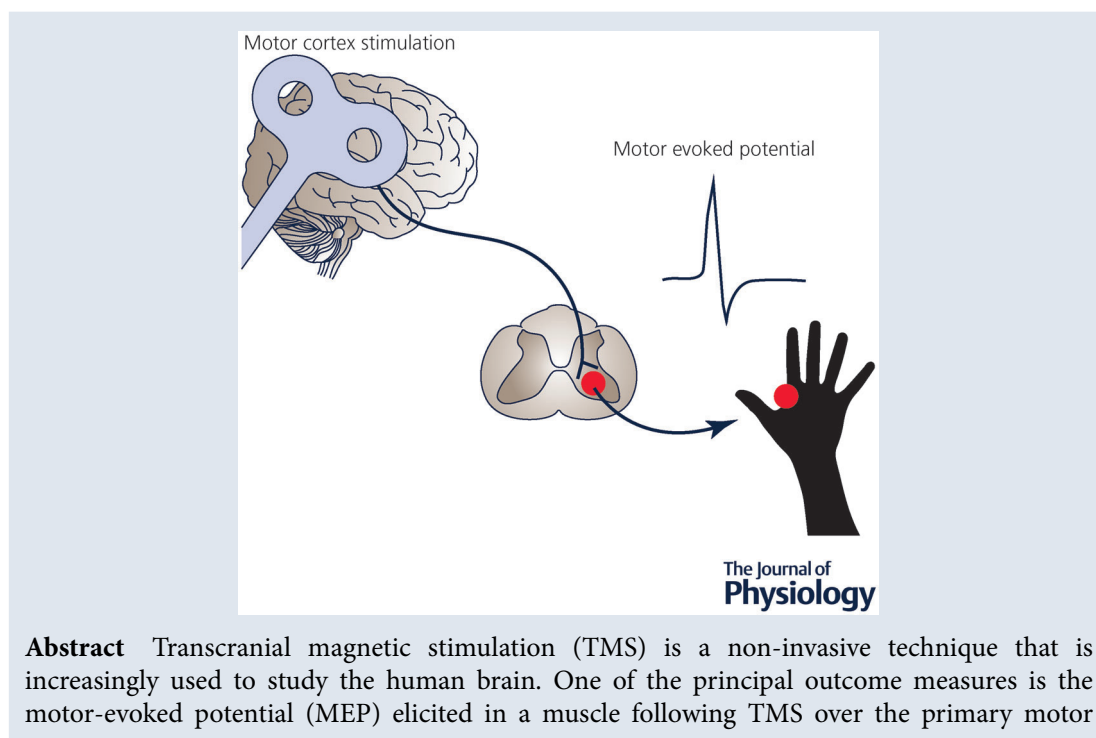 Motor cortex stimulation
Motor evoked potential
The Journal of
Physiology
Abstract Transcranial magnetic stimulation (TMS) is a non-invasive technique that is
increasingly used to study the human brain. One of the principal outcome measures is the
motor-evoked potential (MEP) elicited in a muscle following TMS over the primary motor